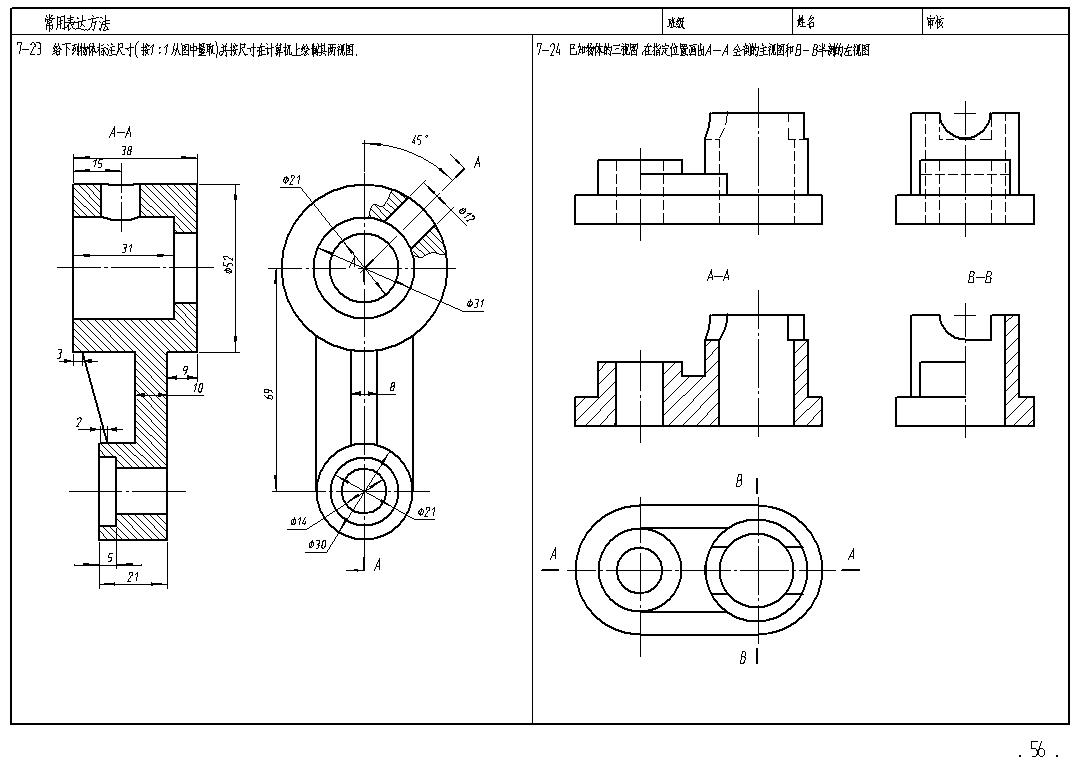 常用表达方法 班级 姓名 审核
7-23 给下列物体标注尺寸(按1:1从图中量取),并按尺寸在计算机上绘制其两视图.
7-24 已知物体的三视图,在指定位置画出A-A全剖的主视图和B-B半剖的左视图
A-A
38
15
31
Φ52
3
9
10
2
5
21
45°
A
Φ21
Φ12
A
Φ31
69
8
Φ14
Φ21
Φ30
A
A-A
B-B
B
A
A
B
. 56 .